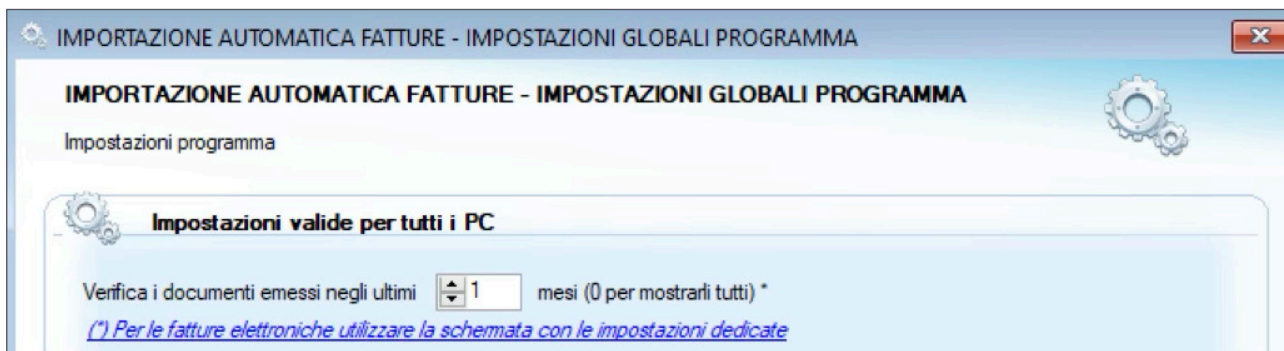 IMPORTAZIONE AUTOMATICA FATTURE - IMPOSTAZIONI GLOBALI PROGRAMMA
IMPORTAZIONE AUTOMATICA FATTURE - IMPOSTAZIONI GLOBALI PROGRAMMA
Impostazioni programma
Impostazioni valide per tutti i PC
Verifica i documenti emessi negli ultimi 1 mesi (0 per mostrarli tutti) *
(*) Per le fatture elettroniche utilizzare la schermata con le impostazioni dedicate